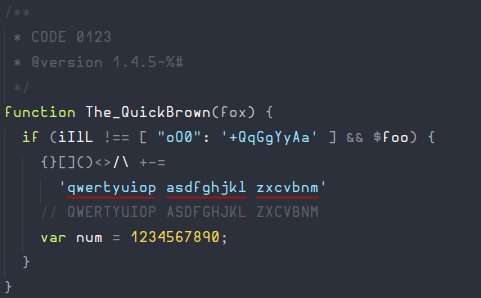 /**
 * CODE 0123
 * @version 1.4.5~%#
 */
function The_QuickBrown(fox) {
  if (iIlL !== [ "oO0": '+QqGgYyAa' ] && $foo) {
    {}[]()<>/\ +-=
      'qwertyuiop asdfghjkl zxcvbnm'
    // QWERTYUIOP ASDFGHJKL ZXCVBNM
    var num = 1234567890;
  }
}